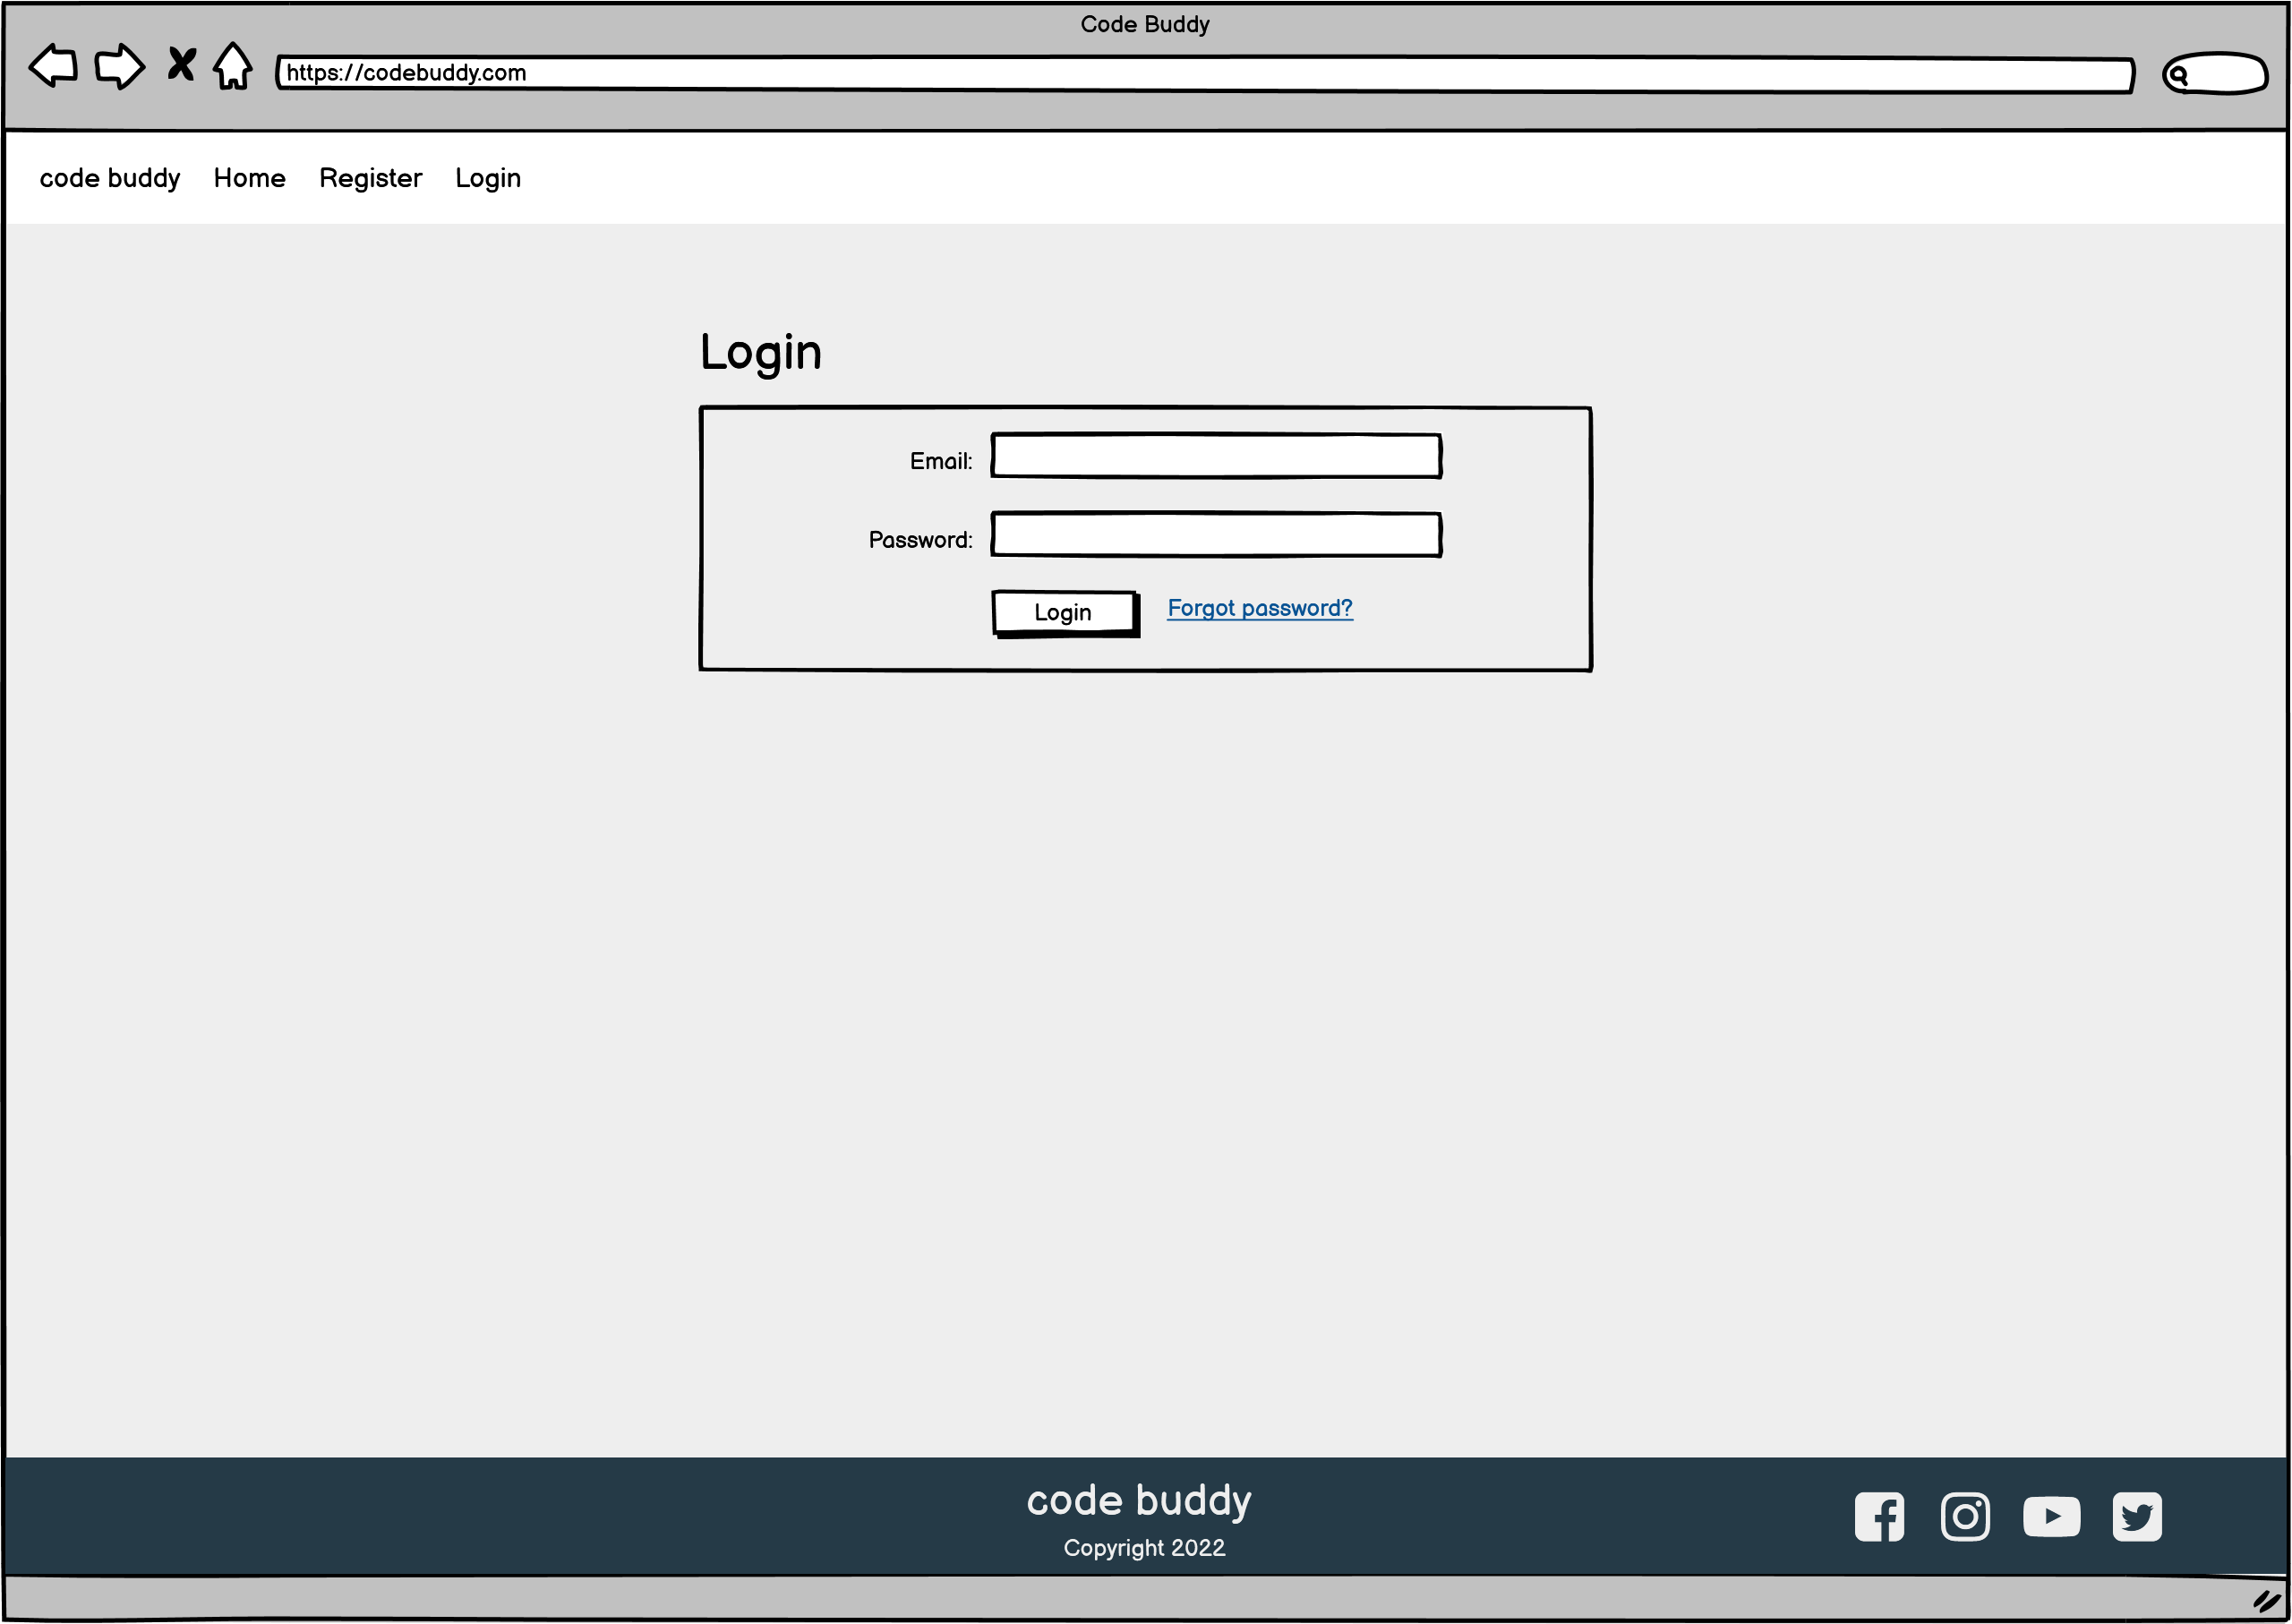 Code Buddy
https://codebuddy.com
code buddy Home Register Login
Login
Email:
Password:
Login Forgot password?
code buddy
Copyright 2022